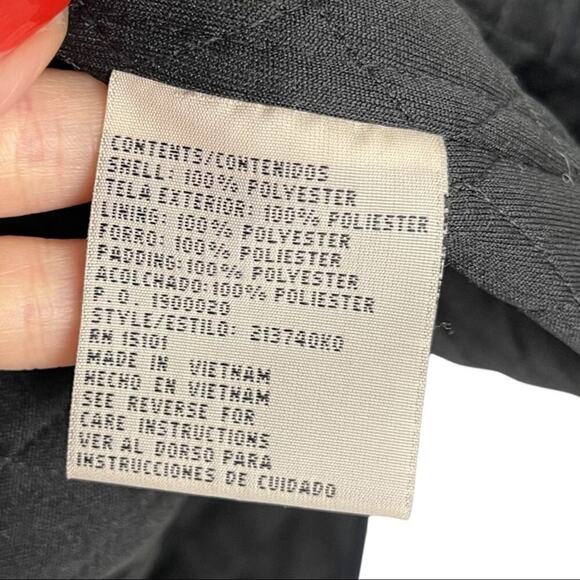 CONTENTS/CONTENIDOS
SHELL: 100% POLYESTER
TELA EXTERIOR: 100% POLIESTER
LINING: 100% POLYESTER
FORRO: 100% POLIESTER
PADDING:100% POLYESTER
ACOLCHADO:100% POLIESTER
P.O. 1900020
STYLE/ESTILO: 213740KO
RN 15101
MADE IN VIETNAM
HECHO EN VIETNAM
SEE REVERSE FOR
CARE INSTRUCTIONS
VER AL DORSO PARA
INSTRUCCIONES DE CUIDADO